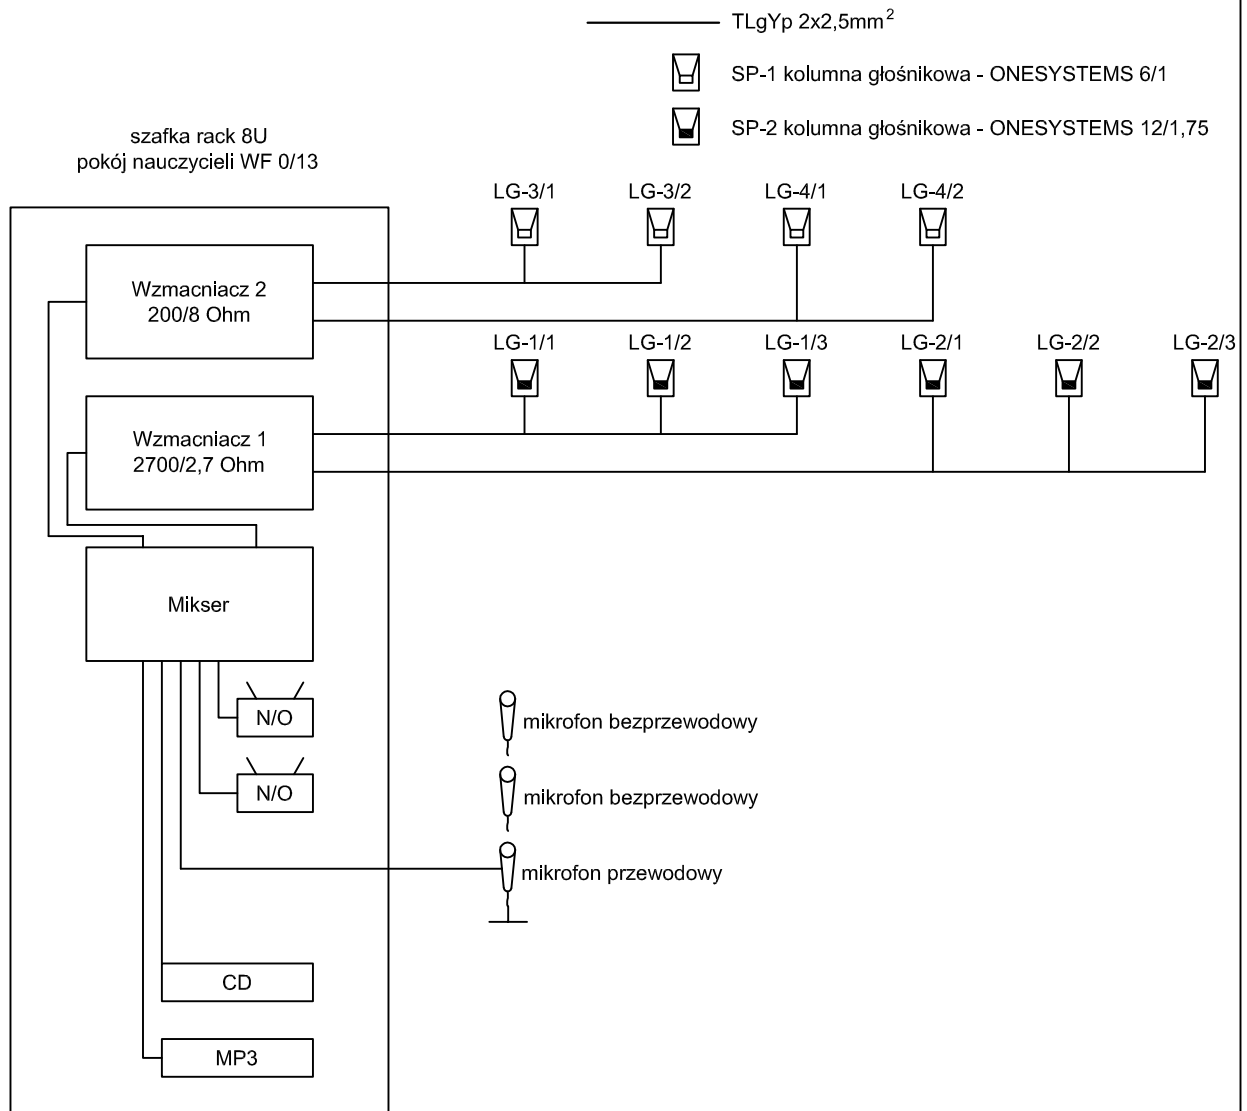 TLgYp 2x2,5mm²
SP-1 kolumna głośnikowa - ONESYSTEMS 6/1
SP-2 kolumna głośnikowa - ONESYSTEMS 12/1,75
szafka rack 8U
pokój nauczycieli WF 0/13
LG-3/1 LG-3/2 LG-4/1 LG-4/2
Wzmacniacz 2
200/8 Ohm
LG-1/1 LG-1/2 LG-1/3 LG-2/1 LG-2/2 LG-2/3
Wzmacniacz 1
2700/2,7 Ohm
Mikser
N/O
mikrofon bezprzewodowy
N/O
mikrofon bezprzewodowy
mikrofon przewodowy
CD
MP3